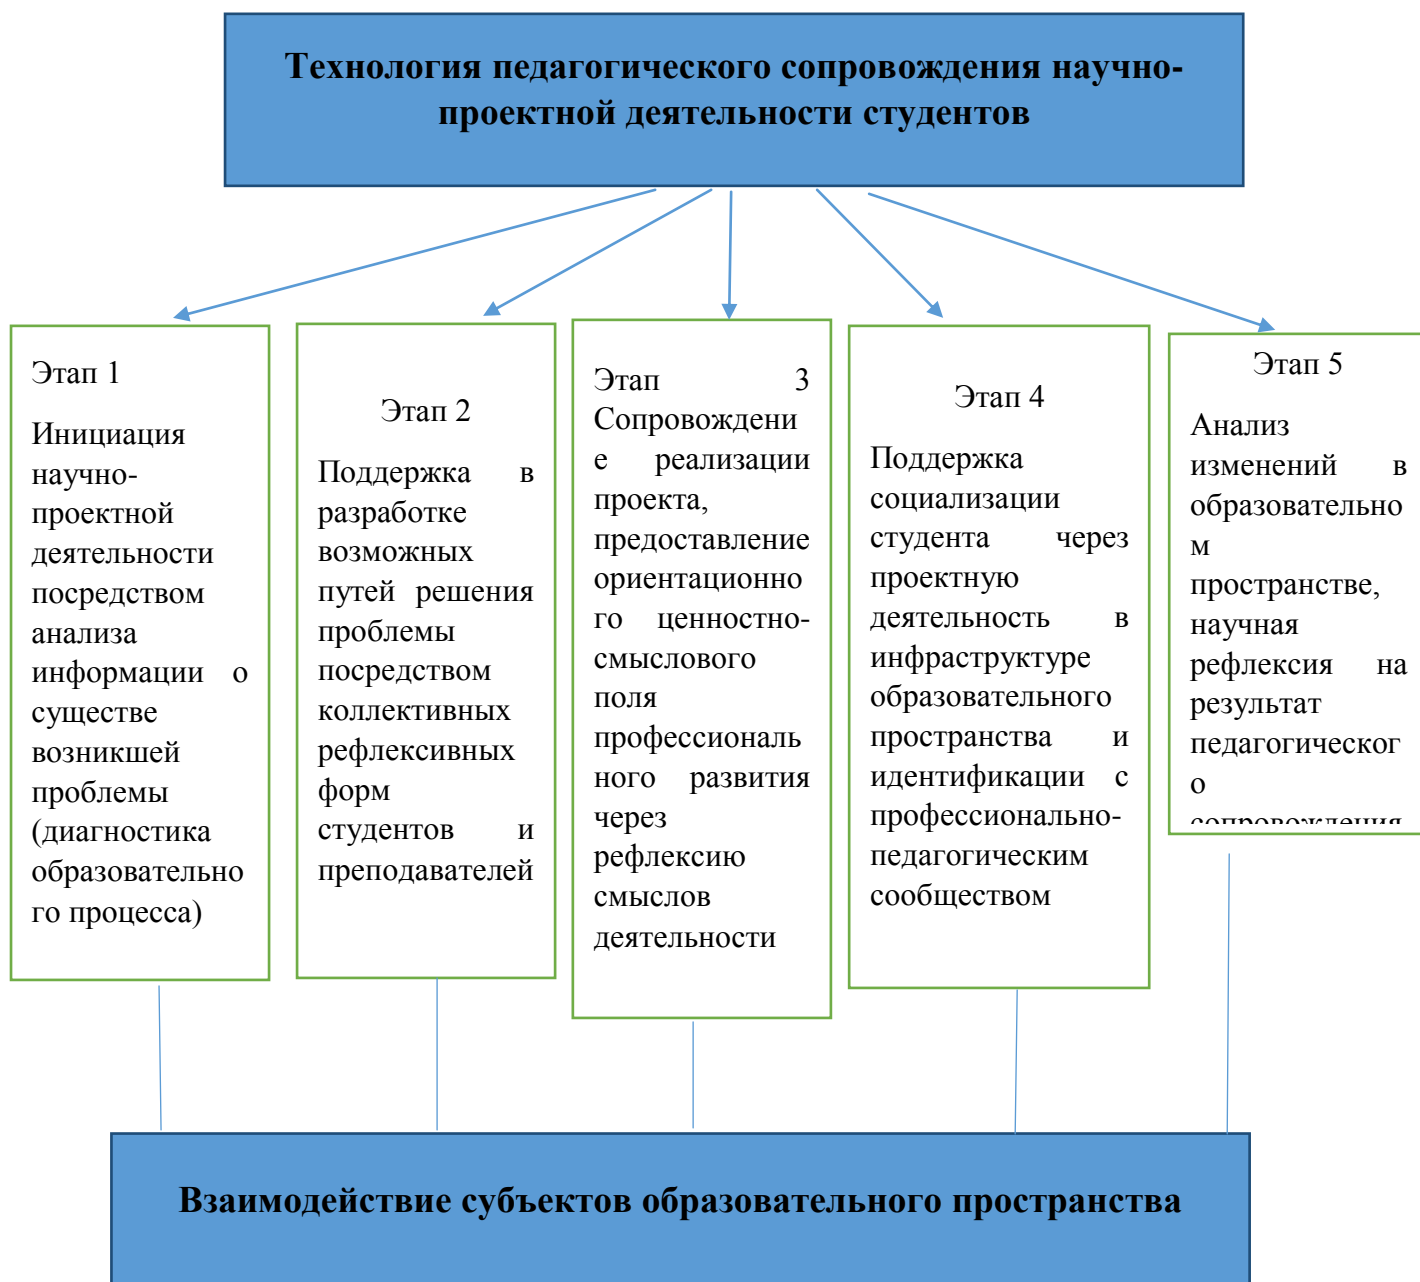 Технология педагогического сопровождения научно-
проектной деятельности студентов
Этап 1
Инициация
научно-
проектной
деятельности
посредством
анализа
информации о
существе
возникшей
проблемы
(диагностика
образовательно
го процесса)
Этап 2
Поддержка в
разработке
возможных
путей решения
проблемы
посредством
коллективных
рефлексивных
форм
студентов и
преподавателей
Этап 3
Сопровождени
е реализации
проекта,
предоставление
ориентационно
го ценностно-
смыслового
поля
профессиональ
ного развития
через
рефлексию
смыслов
деятельности
Этап 4
Поддержка
социализации
студента через
проектную
деятельность в
инфраструктуре
образовательного
пространства и
идентификации с
профессионально-
педагогическим
сообществом
Этап 5
Анализ
изменений в
образовательно
м
пространстве,
научная
рефлексия на
результат
педагогическог
о
сопровождения
Взаимодействие субъектов образовательного пространства